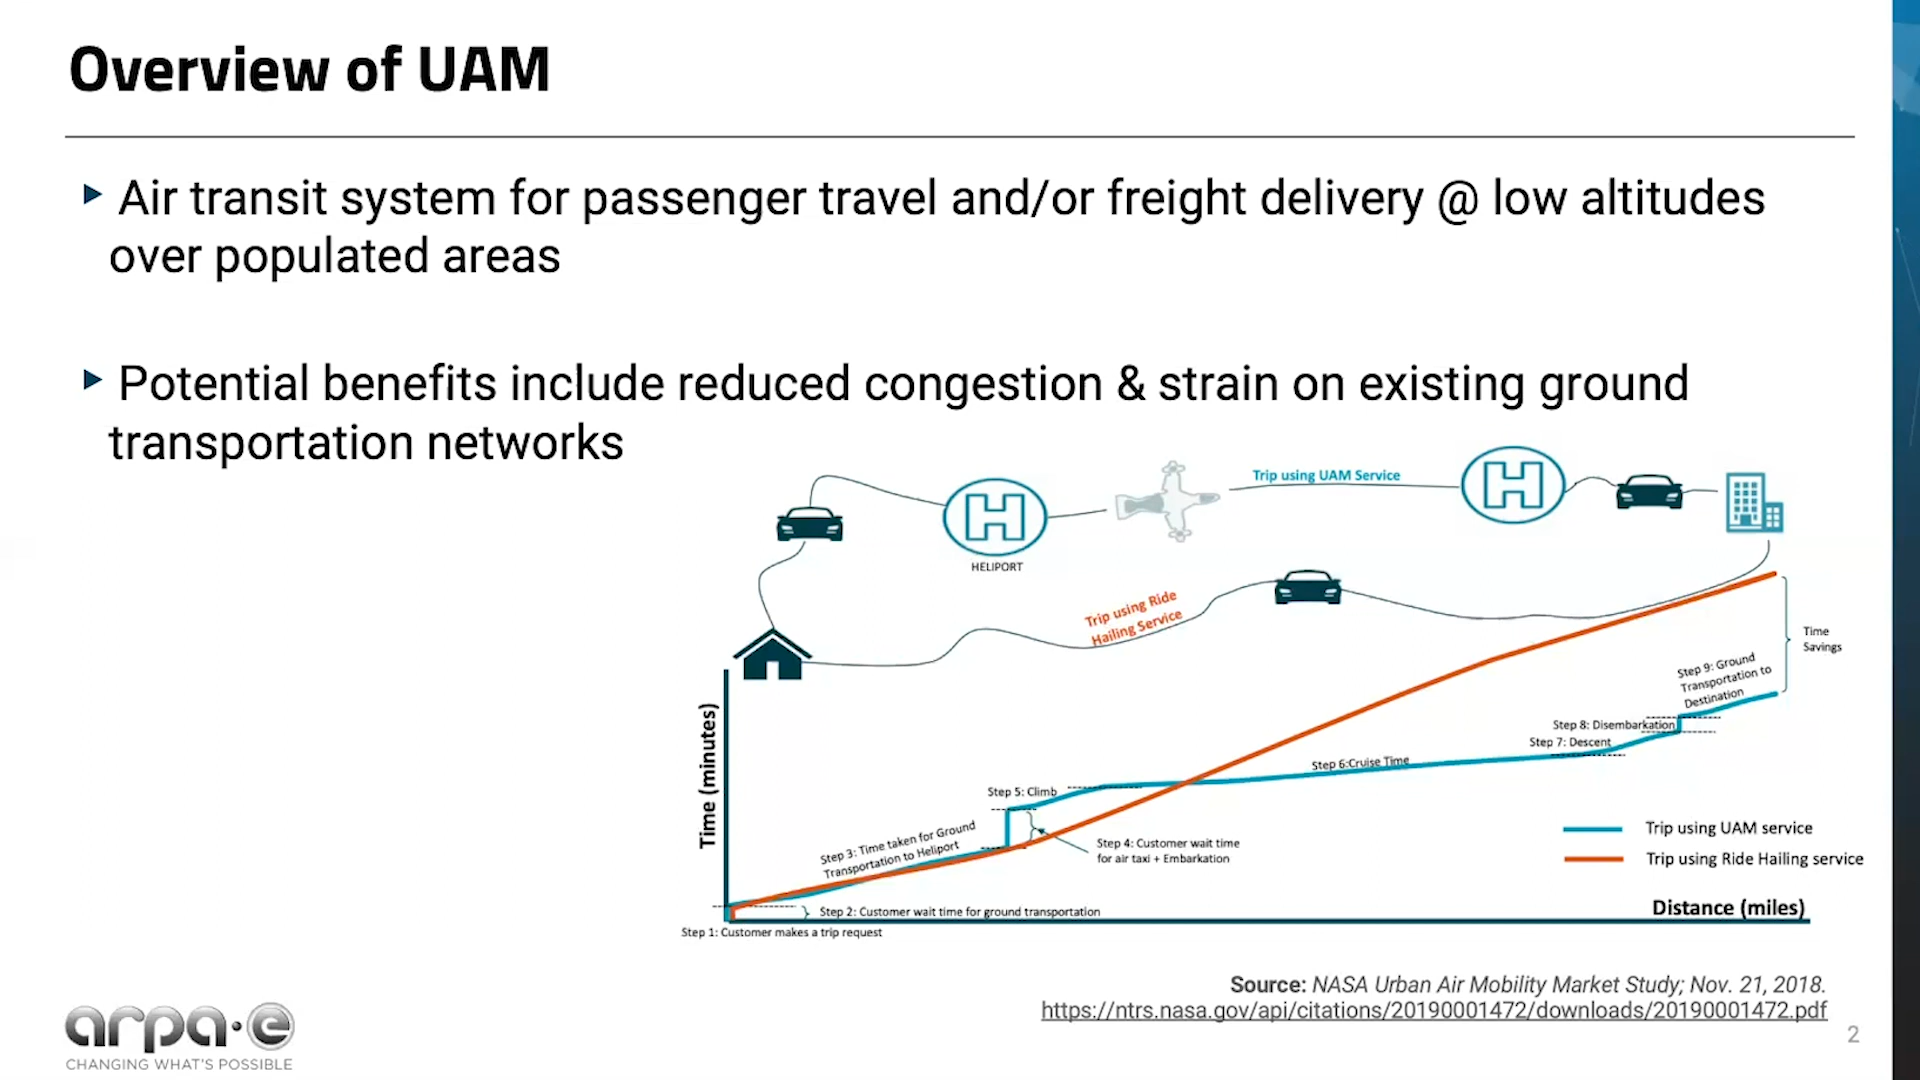 Overview of UAM
Air transit system for passenger travel and/or freight delivery @ low altitudes
over populated areas
Potential benefits include reduced congestion & strain on existing ground
transportation networks
Trip using UAM Service
H
H
HELIPORT
Trip using Ride
Hailing Service
Time
Savings
Step 9: Ground
Transportation to
Destination
Step 8: Disembarkation
Step 7: Descent
Step 6:Cruise Time
Step 5: Climb
Step 4: Customer wait time
for air taxi + Embarkation
Step 3: Time taken for Ground
Transportation to Heliport
Step 2: Customer wait time for ground transportation
Step 1: Customer makes a trip request
Time (minutes)
Trip using UAM service
Trip using Ride Hailing service
Distance (miles)
Source: NASA Urban Air Mobility Market Study; Nov. 21, 2018.
https://ntrs.nasa.gov/api/citations/20190001472/downloads/20190001472.pdf
arpa·e
CHANGING WHAT'S POSSIBLE
2